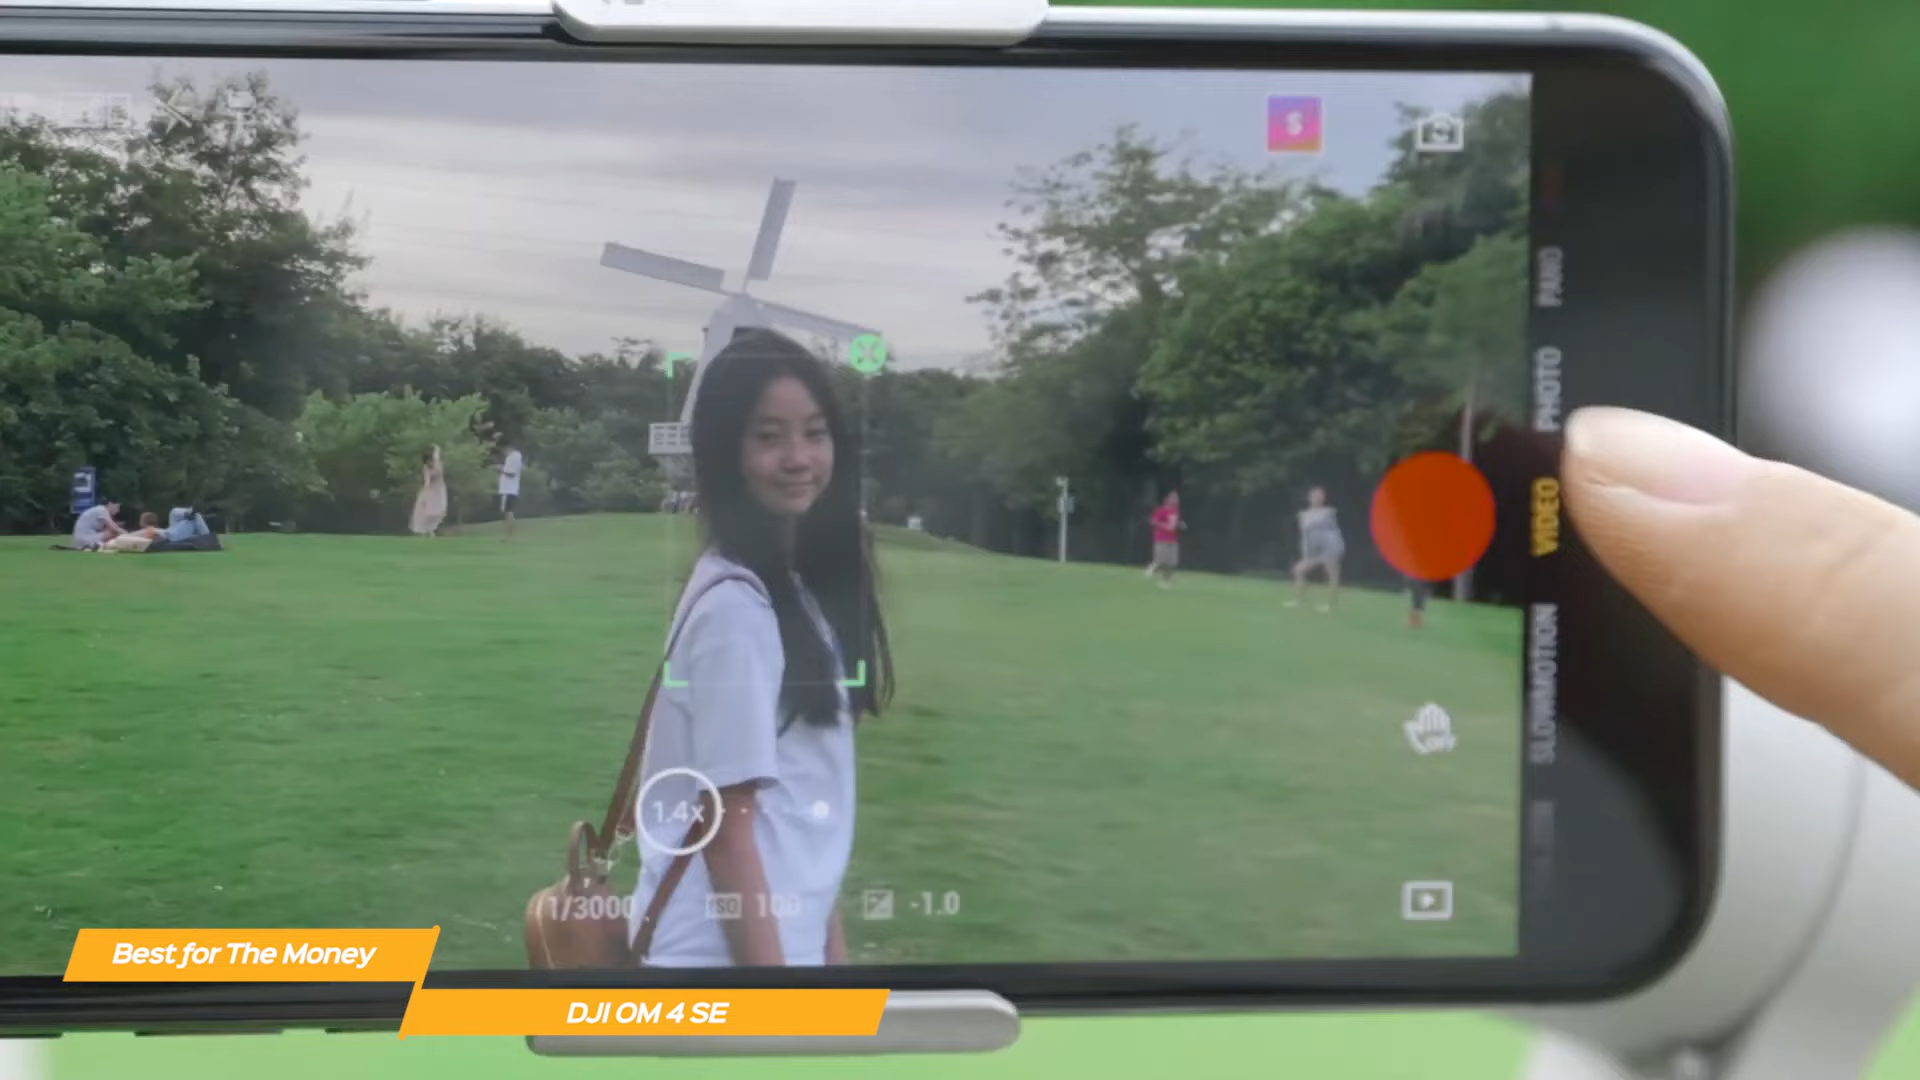 S
PANO
PHOTO
VIDEO
SLOWMOTION
1.4x
1/3000 ISO 100 -1.0
Best for The Money
DJI OM 4 SE